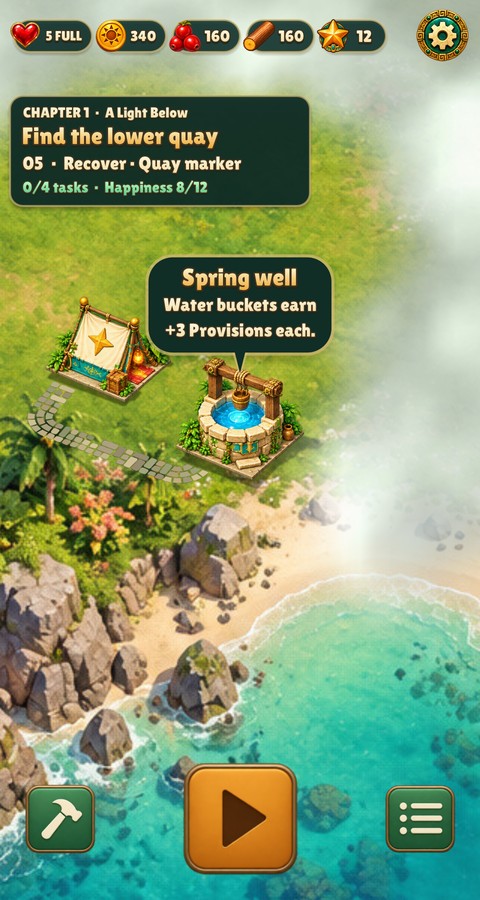 5 FULL
340
160
160
12
CHAPTER 1 · A Light Below
Find the lower quay
05 · Recover · Quay marker
0/4 tasks · Happiness 8/12
Spring well
Water buckets earn
+3 Provisions each.